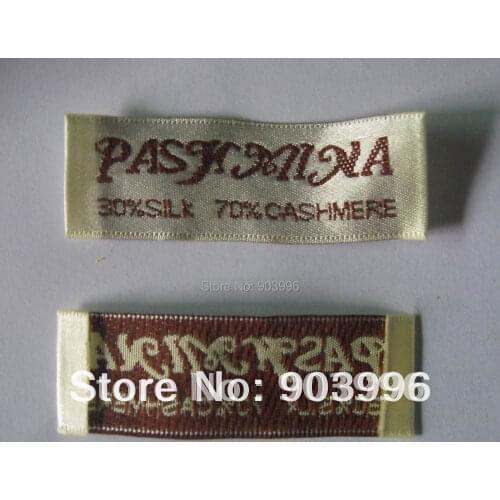 PASHMINA
30%SILK 70%CASHMERE
Store No: 903996
Store No: 903996